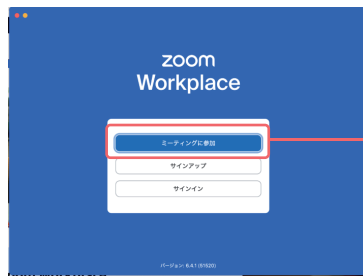 zoom
Workplace
ミーティングに参加
サインアップ
サインイン
バージョン: 6.4.1 (51520)